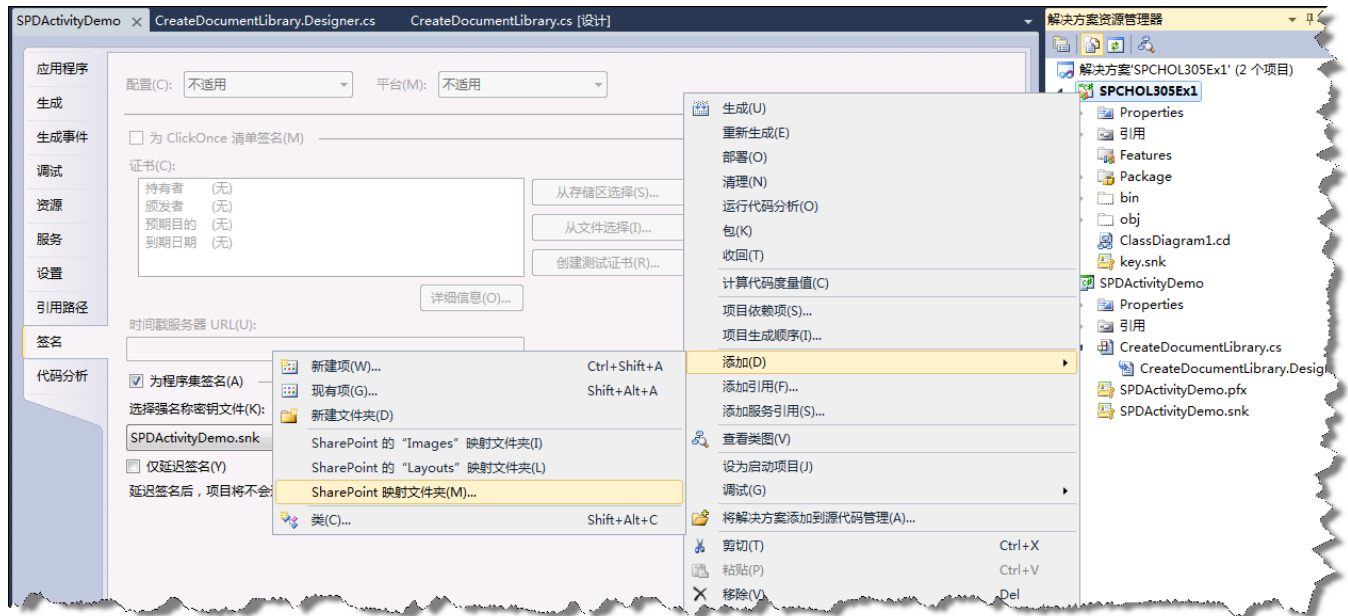 SPDActivityDemo
CreateDocumentLibrary.Designer.cs
CreateDocumentLibrary.cs [设计]
应用程序
生成
生成事件
调试
资源
服务
设置
引用路径
签名
代码分析
配置(C): 不适用
平台(M): 不适用
为 ClickOnce 清单签名(M)
证书(C):
持有者 (无)
颁发者 (无)
预期目的 (无)
到期日期 (无)
从存储区选择(S)...
从文件选择(I)...
创建测试证书(R)...
详细信息(O)...
时间戳服务器 URL(U):
为程序集签名(A)
选择强名称密钥文件(K):
SPDActivityDemo.snk
仅延迟签名(Y)
延迟签名后，项目将不会
新建项(W)... Ctrl+Shift+A
现有项(G)... Shift+Alt+A
新建文件夹(D)
SharePoint 的“Images”映射文件夹(I)
SharePoint 的“Layouts”映射文件夹(L)
SharePoint 映射文件夹(M)...
类(C)... Shift+Alt+C
生成(U)
重新生成(E)
部署(O)
清理(N)
运行代码分析(O)
包(K)
收回(T)
计算代码度量值(C)
项目依赖项(S)...
项目生成顺序(I)...
添加(D)
添加引用(F)...
添加服务引用(S)...
查看类图(V)
设为启动项目(J)
调试(G)
将解决方案添加到源代码管理(A)...
剪切(T) Ctrl+X
粘贴(P) Ctrl+V
移除(V) Del
解决方案资源管理器
解决方案'SPCHOL305Ex1' (2 个项目)
SPCHOL305Ex1
Properties
引用
Features
Package
bin
obj
ClassDiagram1.cd
key.snk
SPDActivityDemo
Properties
引用
CreateDocumentLibrary.cs
CreateDocumentLibrary.Desig
SPDActivityDemo.pfx
SPDActivityDemo.snk